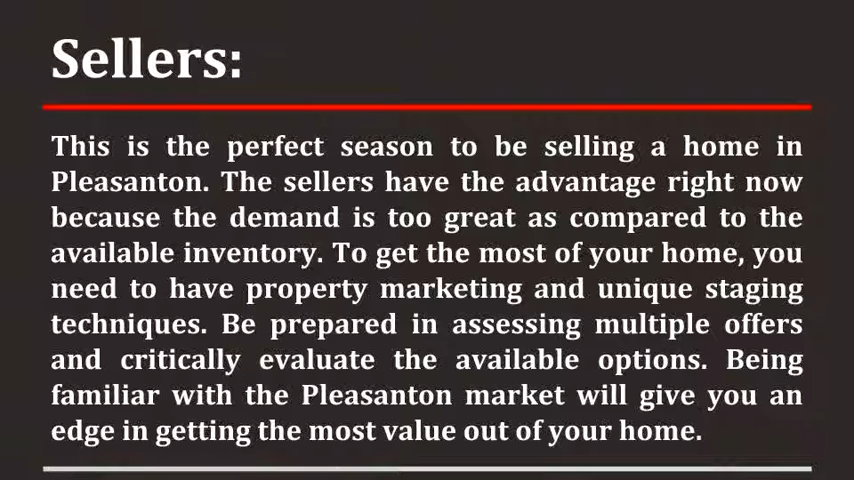 Sellers:
This is the perfect season to be selling a home in
Pleasanton. The sellers have the advantage right now
because the demand is too great as compared to the
available inventory. To get the most of your home, you
need to have property marketing and unique staging
techniques. Be prepared in assessing multiple offers
and critically evaluate the available options. Being
familiar with the Pleasanton market will give you an
edge in getting the most value out of your home.